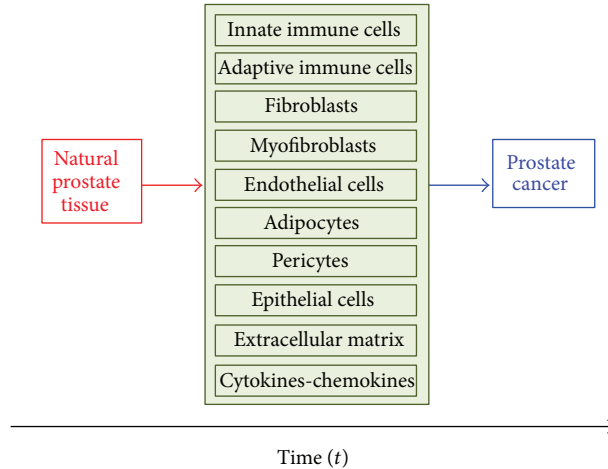 Natural
prostate
tissue
Innate immune cells
Adaptive immune cells
Fibroblasts
Myofibroblasts
Endothelial cells
Adipocytes
Pericytes
Epithelial cells
Extracellular matrix
Cytokines-chemokines
Prostate
cancer
Time (t)